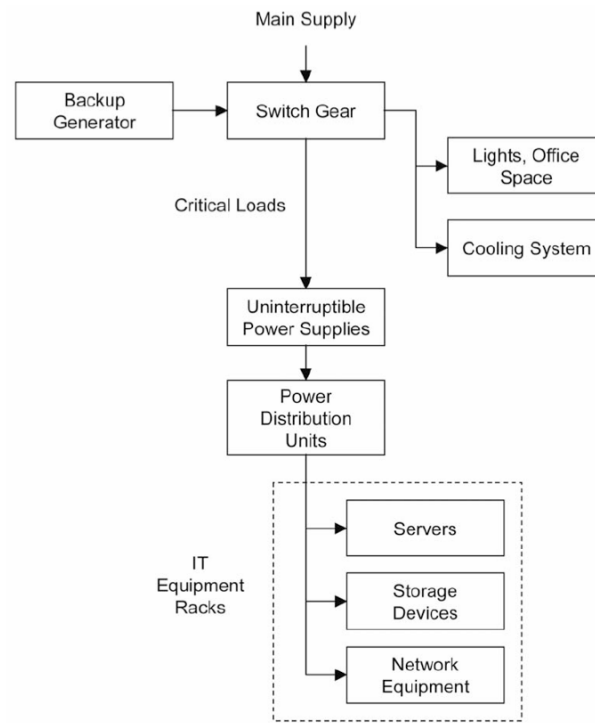 Main Supply
Backup
Generator
Switch Gear
Lights, Office
Space
Critical Loads
Cooling System
Uninterruptible
Power Supplies
Power
Distribution
Units
Servers
IT
Equipment
Racks
Storage
Devices
Network
Equipment